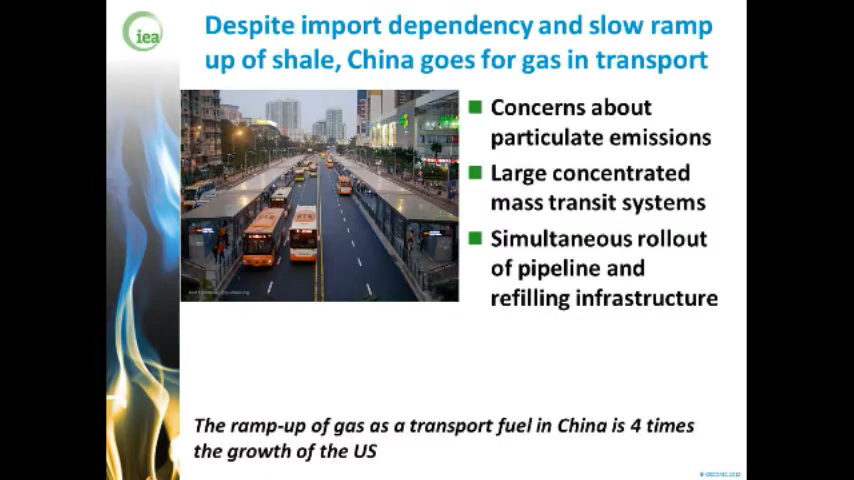 iea
Despite import dependency and slow ramp
up of shale, China goes for gas in transport
Concerns about
particulate emissions
Large concentrated
mass transit systems
Simultaneous rollout
of pipeline and
refilling infrastructure
The ramp-up of gas as a transport fuel in China is 4 times
the growth of the US